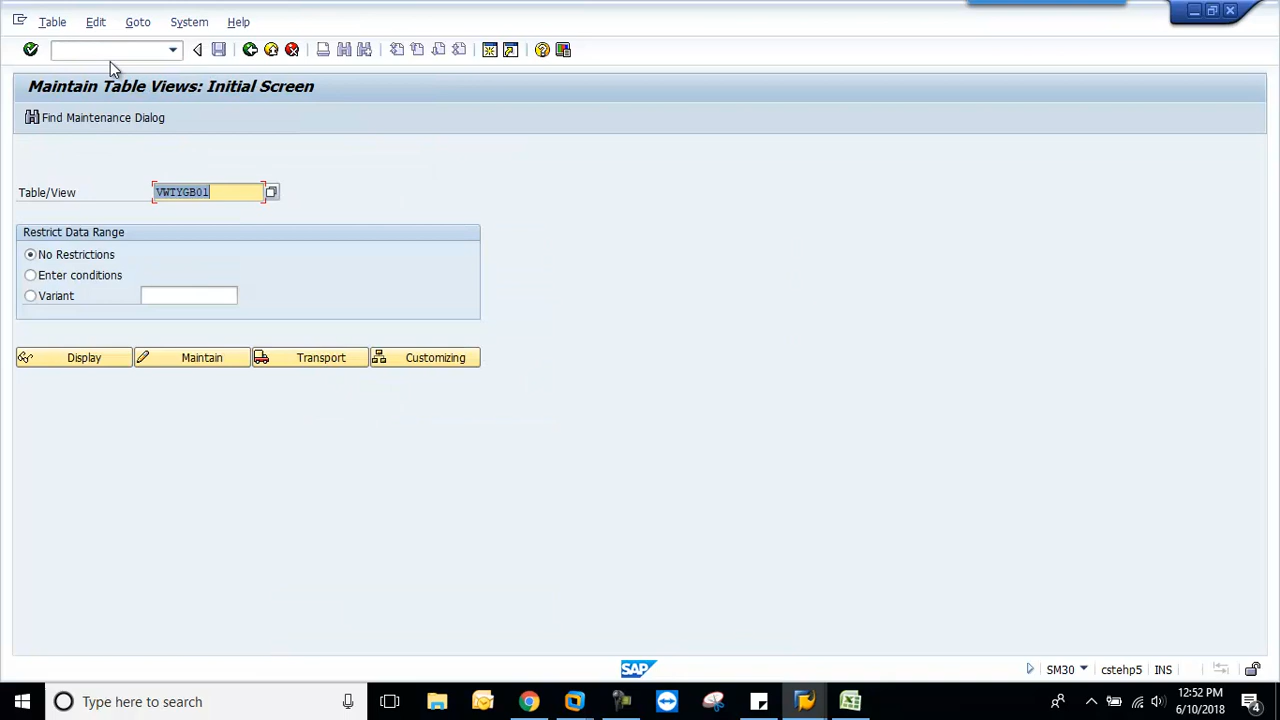 Table Edit Goto System Help
Maintain Table Views: Initial Screen
Find Maintenance Dialog
Table/View VWTYGB01
Restrict Data Range
No Restrictions
Enter conditions
Variant
Display Maintain Transport Customizing
SAP
SM30 cstehp5 INS
Type here to search
12:52 PM
6/10/2018
4